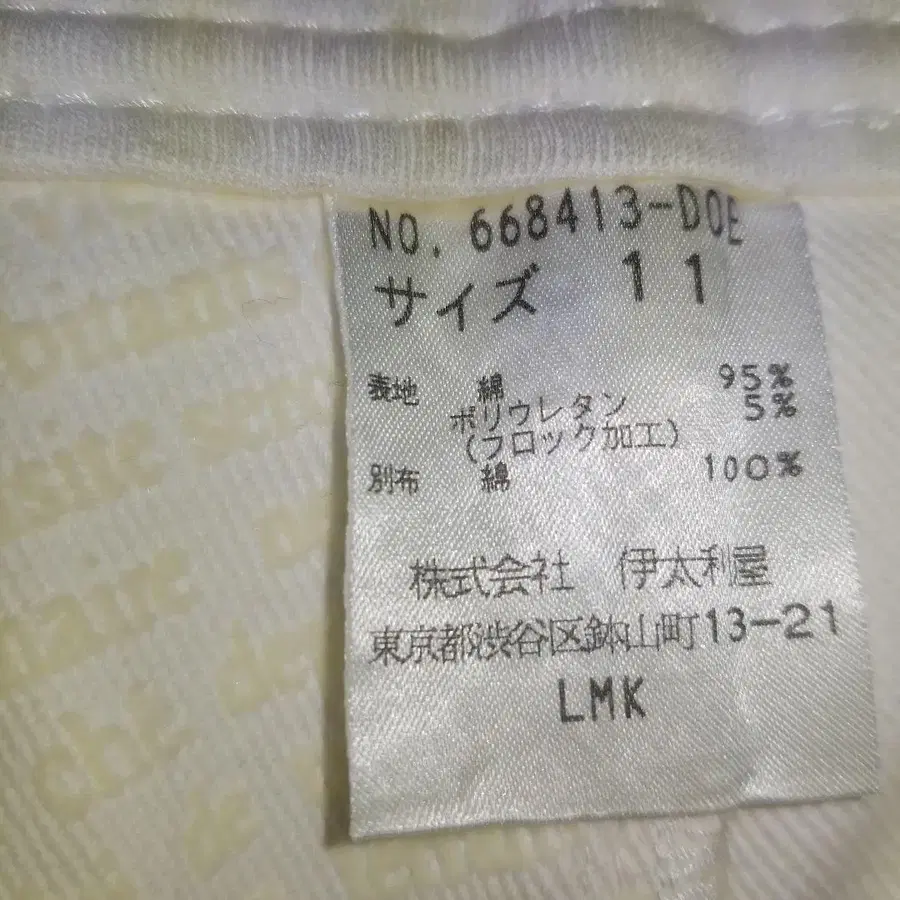 NO. 668413-DOE
サイズ 11
表地 綿 95%
ポリウレタン 5%
(フロック加工)
別布 綿 100%
株式会社 伊太利屋
東京都渋谷区鉢山町13-21
LMK